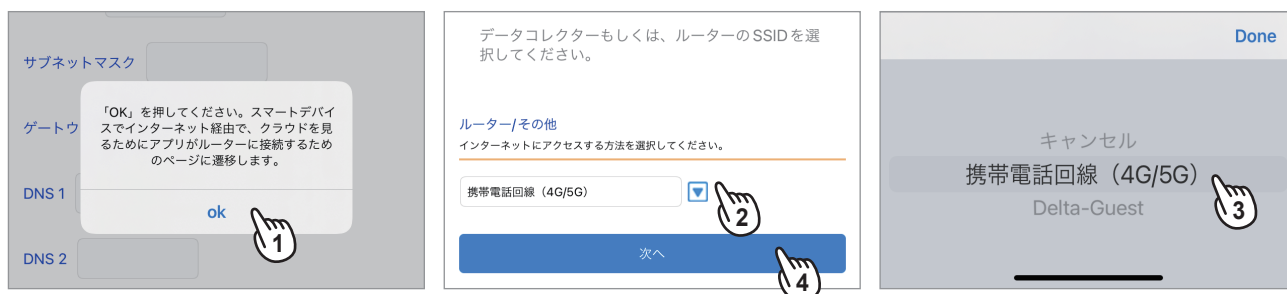 サブネットマスク
ゲートウ
「OK」を押してください。スマートデバイ
スでインターネット経由で、クラウドを見
るためにアプリがルーターに接続するため
のページに遷移します。
DNS 1
ok
1
DNS 2
データコレクターもしくは、ルーターのSSIDを選
択してください。
ルーター/その他
インターネットにアクセスする方法を選択してください。
携帯電話回線（4G/5G）
2
次へ
4
Done
キャンセル
携帯電話回線（4G/5G）
3
Delta-Guest